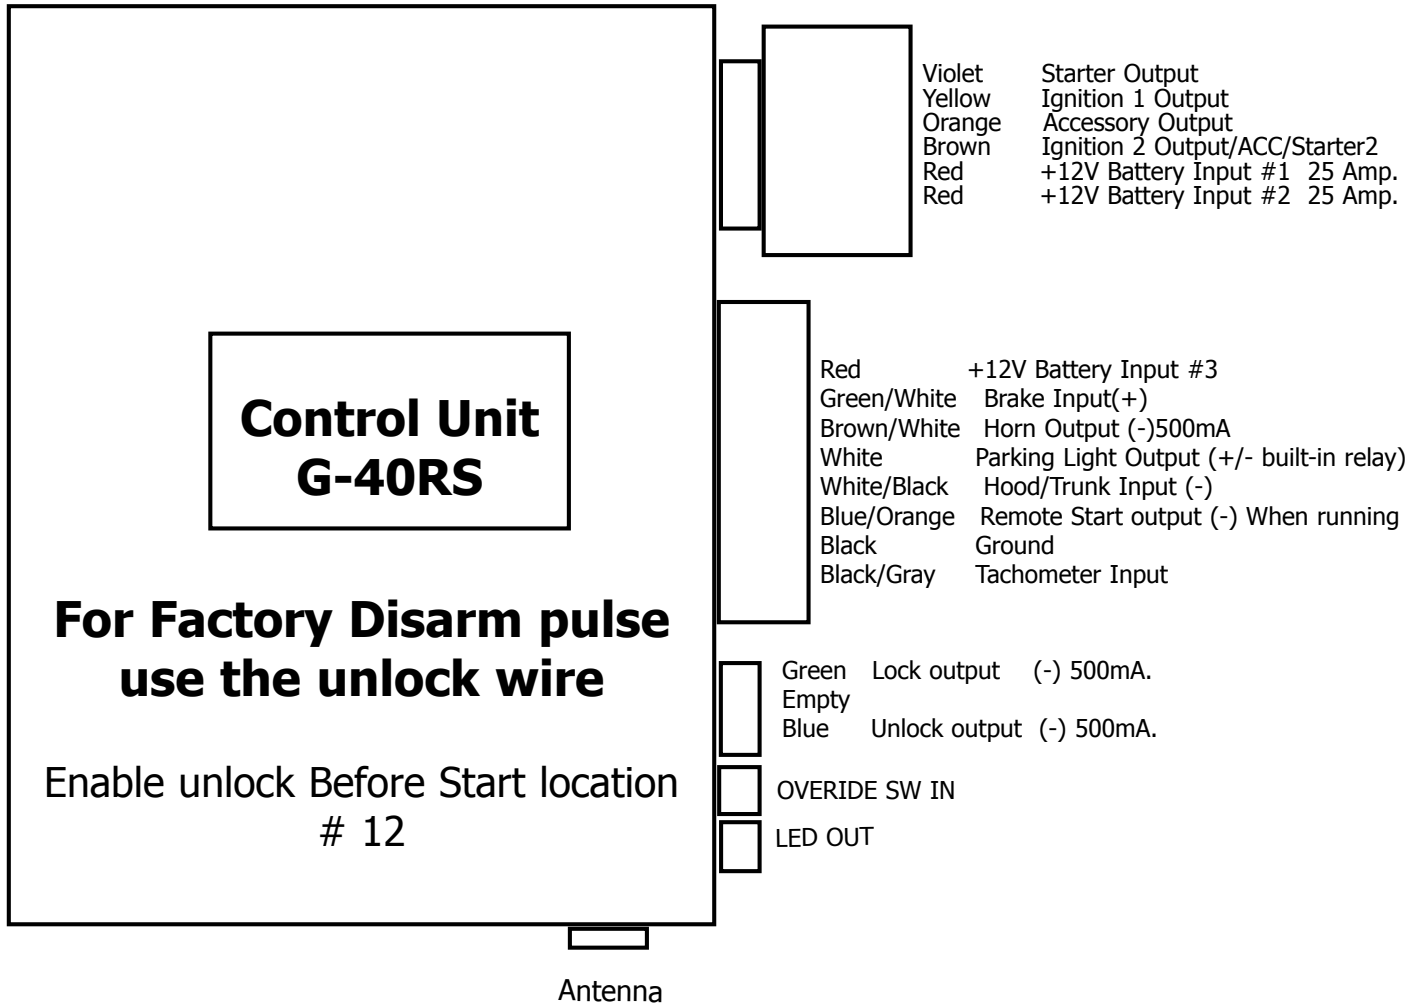 Violet Starter Output
Yellow Ignition 1 Output
Orange Accessory Output
Brown Ignition 2 Output/ACC/Starter2
Red +12V Battery Input #1 25 Amp.
Red +12V Battery Input #2 25 Amp.
Control Unit
G-40RS
Red +12V Battery Input #3
Green/White Brake Input(+)
Brown/White Horn Output (-)500mA
White Parking Light Output (+/- built-in relay)
White/Black Hood/Trunk Input (-)
Blue/Orange Remote Start output (-) When running
Black Ground
Black/Gray Tachometer Input
For Factory Disarm pulse
use the unlock wire
Green Lock output (-) 500mA.
Empty
Blue Unlock output (-) 500mA.
Enable unlock Before Start location
# 12
OVERIDE SW IN
LED OUT
Antenna